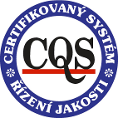 CERTIFIKOVANÝ SYSTÉM
CQS
ŘÍZENÍ JAKOSTI